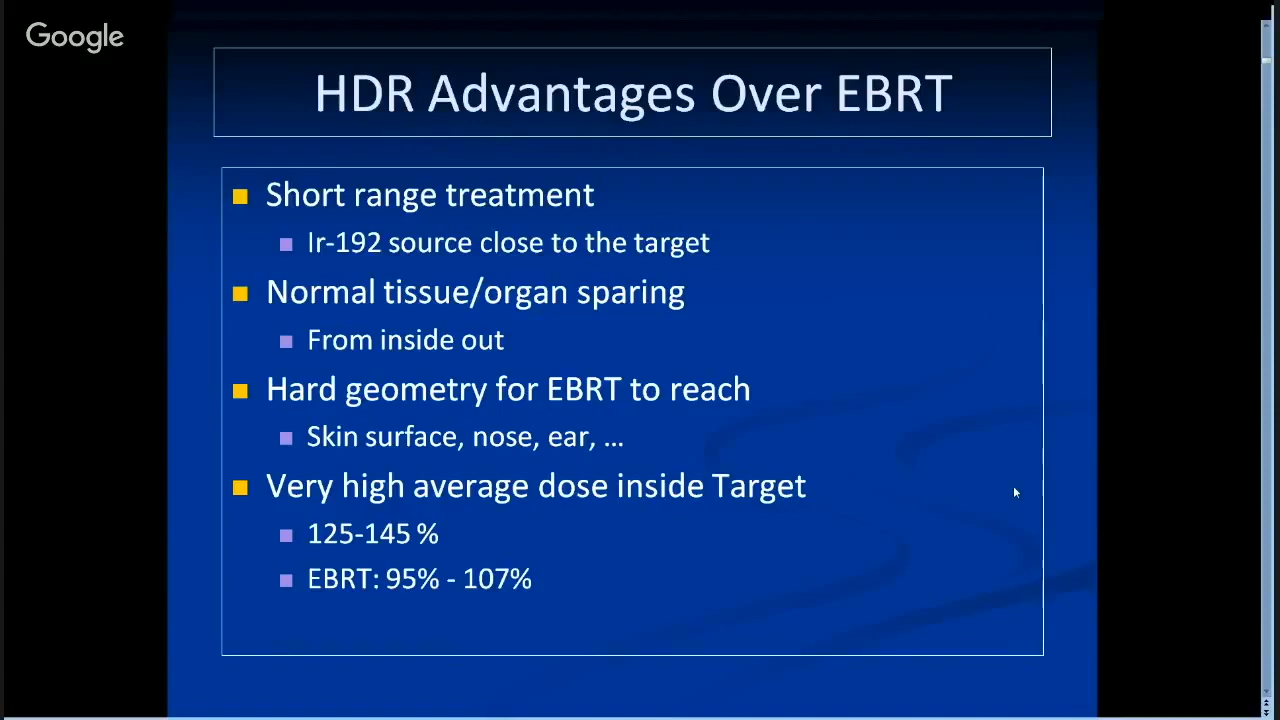 Google
HDR Advantages Over EBRT
Short range treatment
Ir-192 source close to the target
Normal tissue/organ sparing
From inside out
Hard geometry for EBRT to reach
Skin surface, nose, ear, …
Very high average dose inside Target
125-145 %
EBRT: 95% - 107%